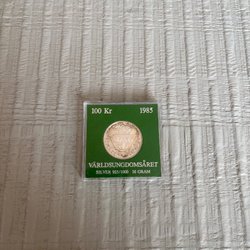 100 Kr 1985
VÄRLDSUNGDOMSÅRET
SILVER 925/1000 16 GRAM